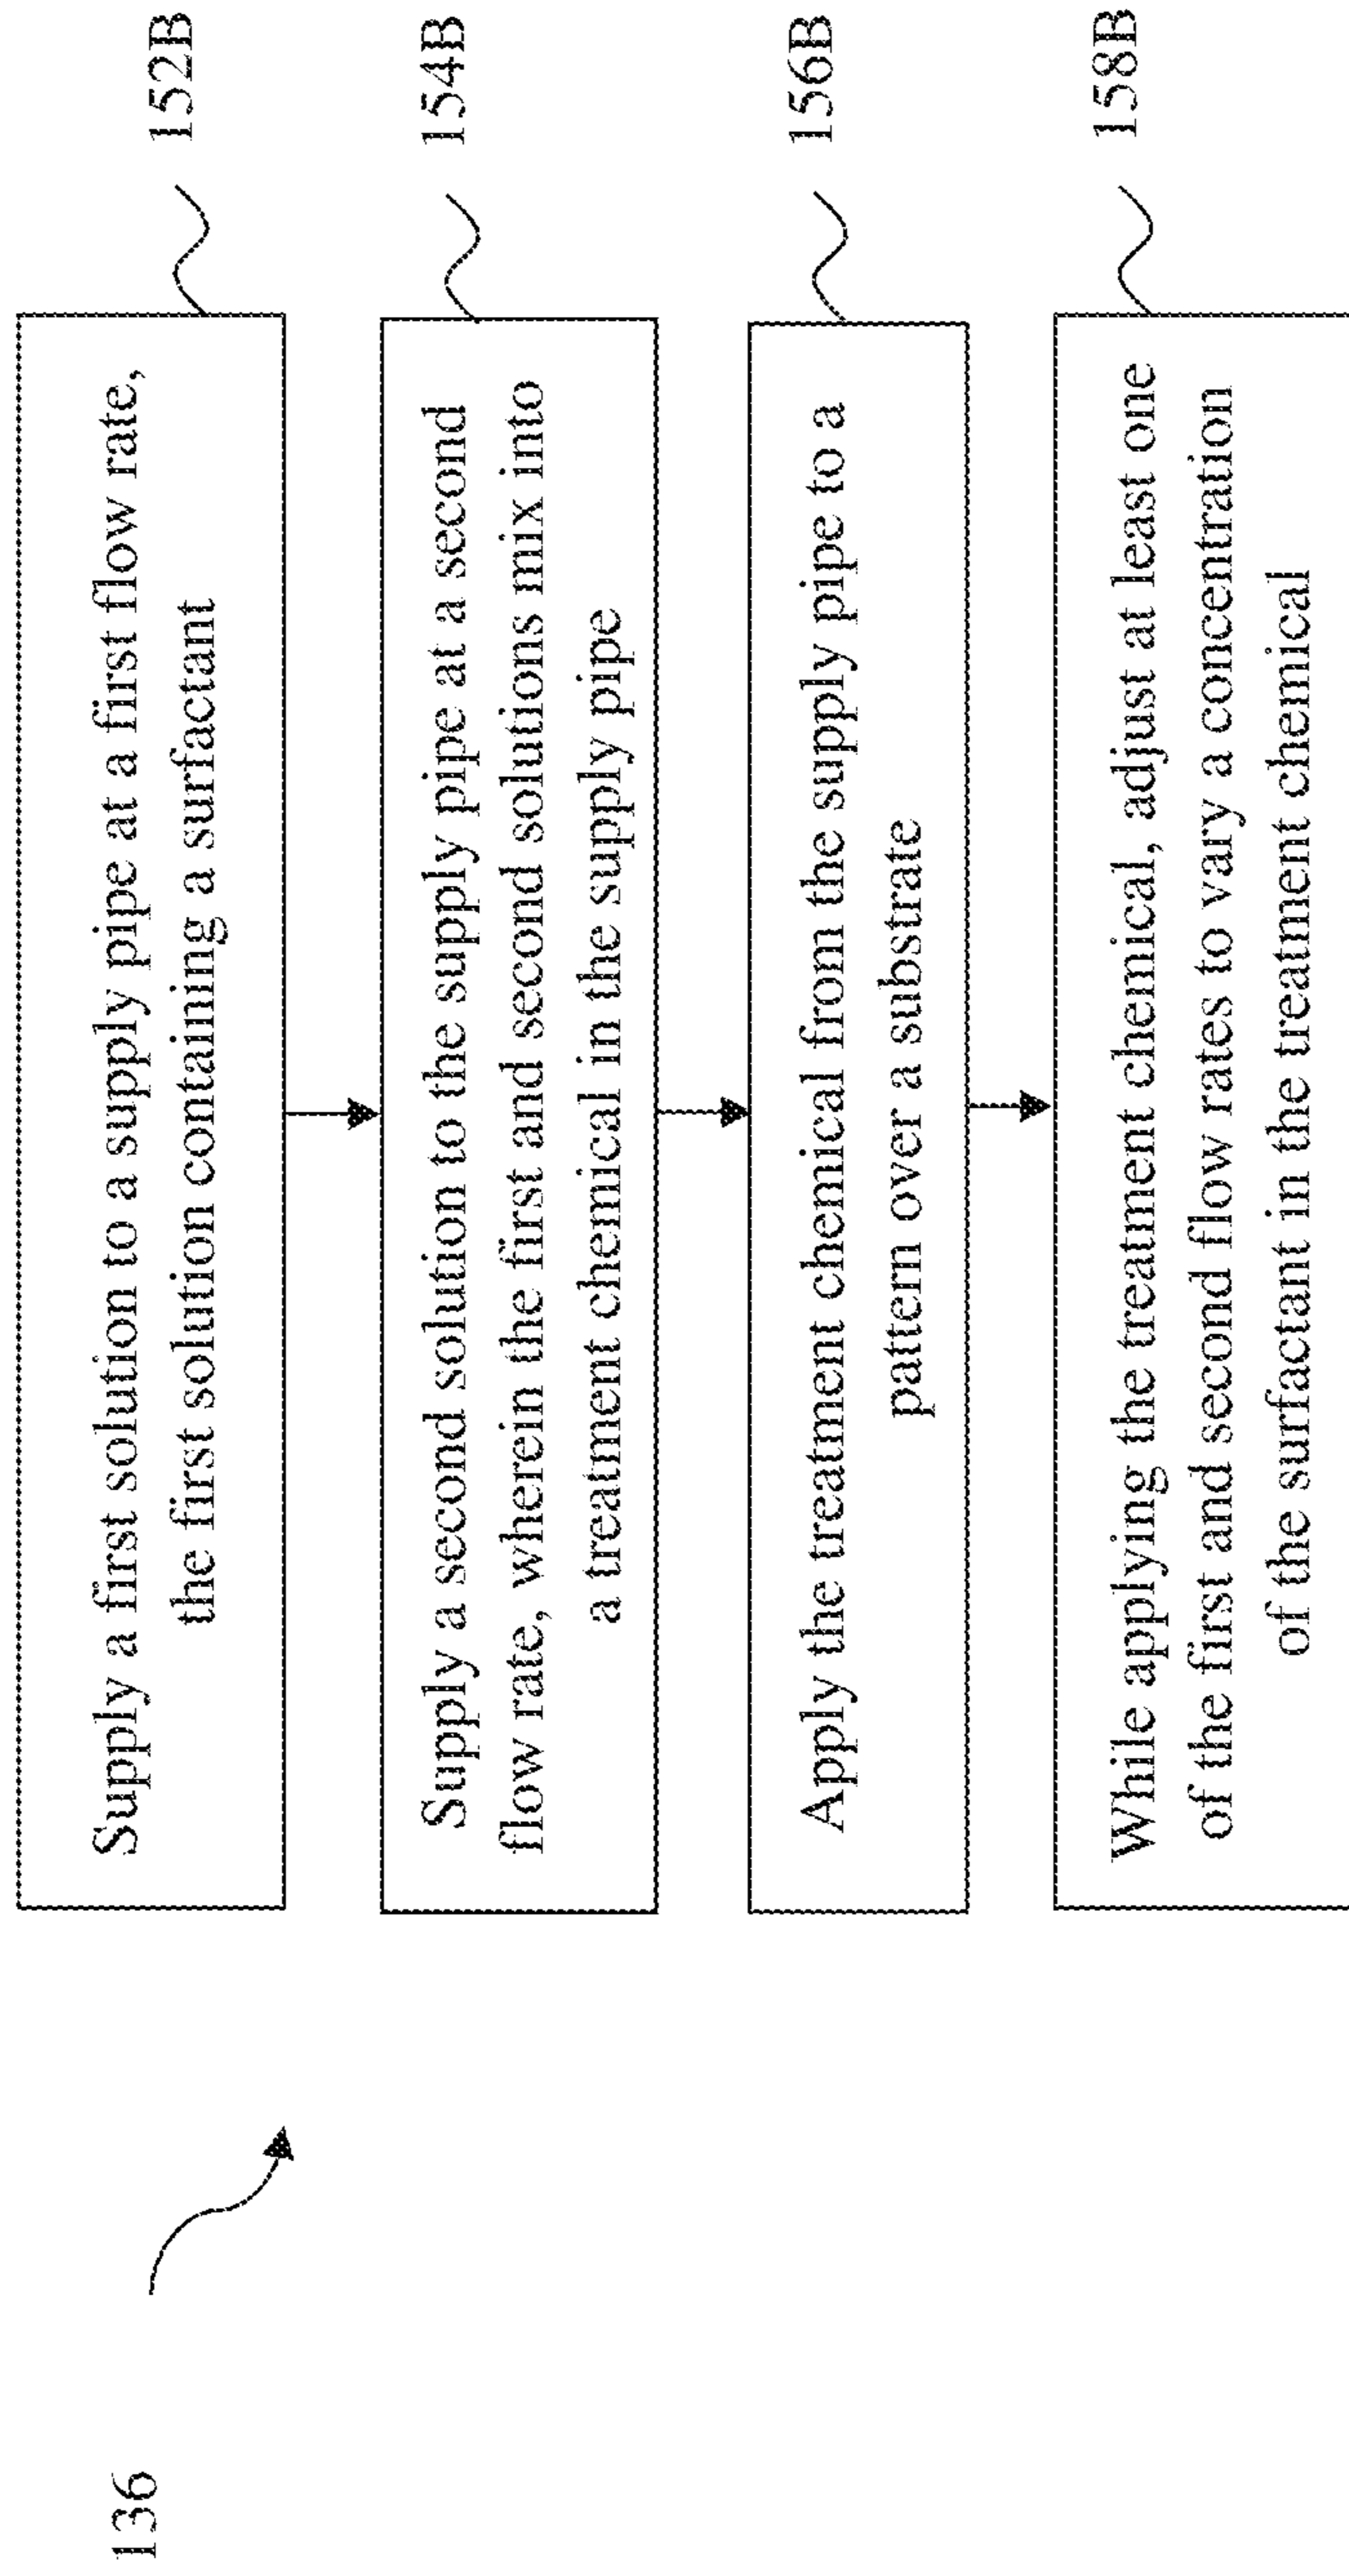 136
Supply a first solution to a supply pipe at a first flow rate,
the first solution containing a surfactant
152B
Supply a second solution to the supply pipe at a second
flow rate, wherein the first and second solutions mix into
a treatment chemical in the supply pipe
154B
Apply the treatment chemical from the supply pipe to a
pattern over a substrate
156B
While applying the treatment chemical, adjust at least one
of the first and second flow rates to vary a concentration
of the surfactant in the treatment chemical
158B